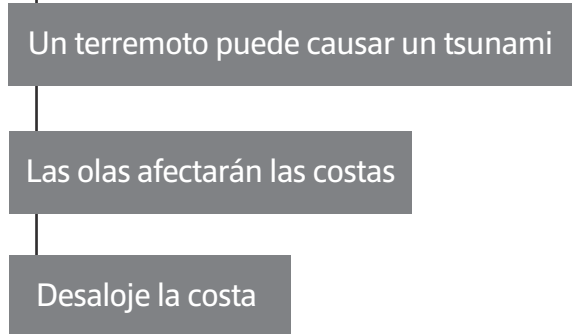 Un terremoto puede causar un tsunami
Las olas afectarán las costas
Desaloje la costa